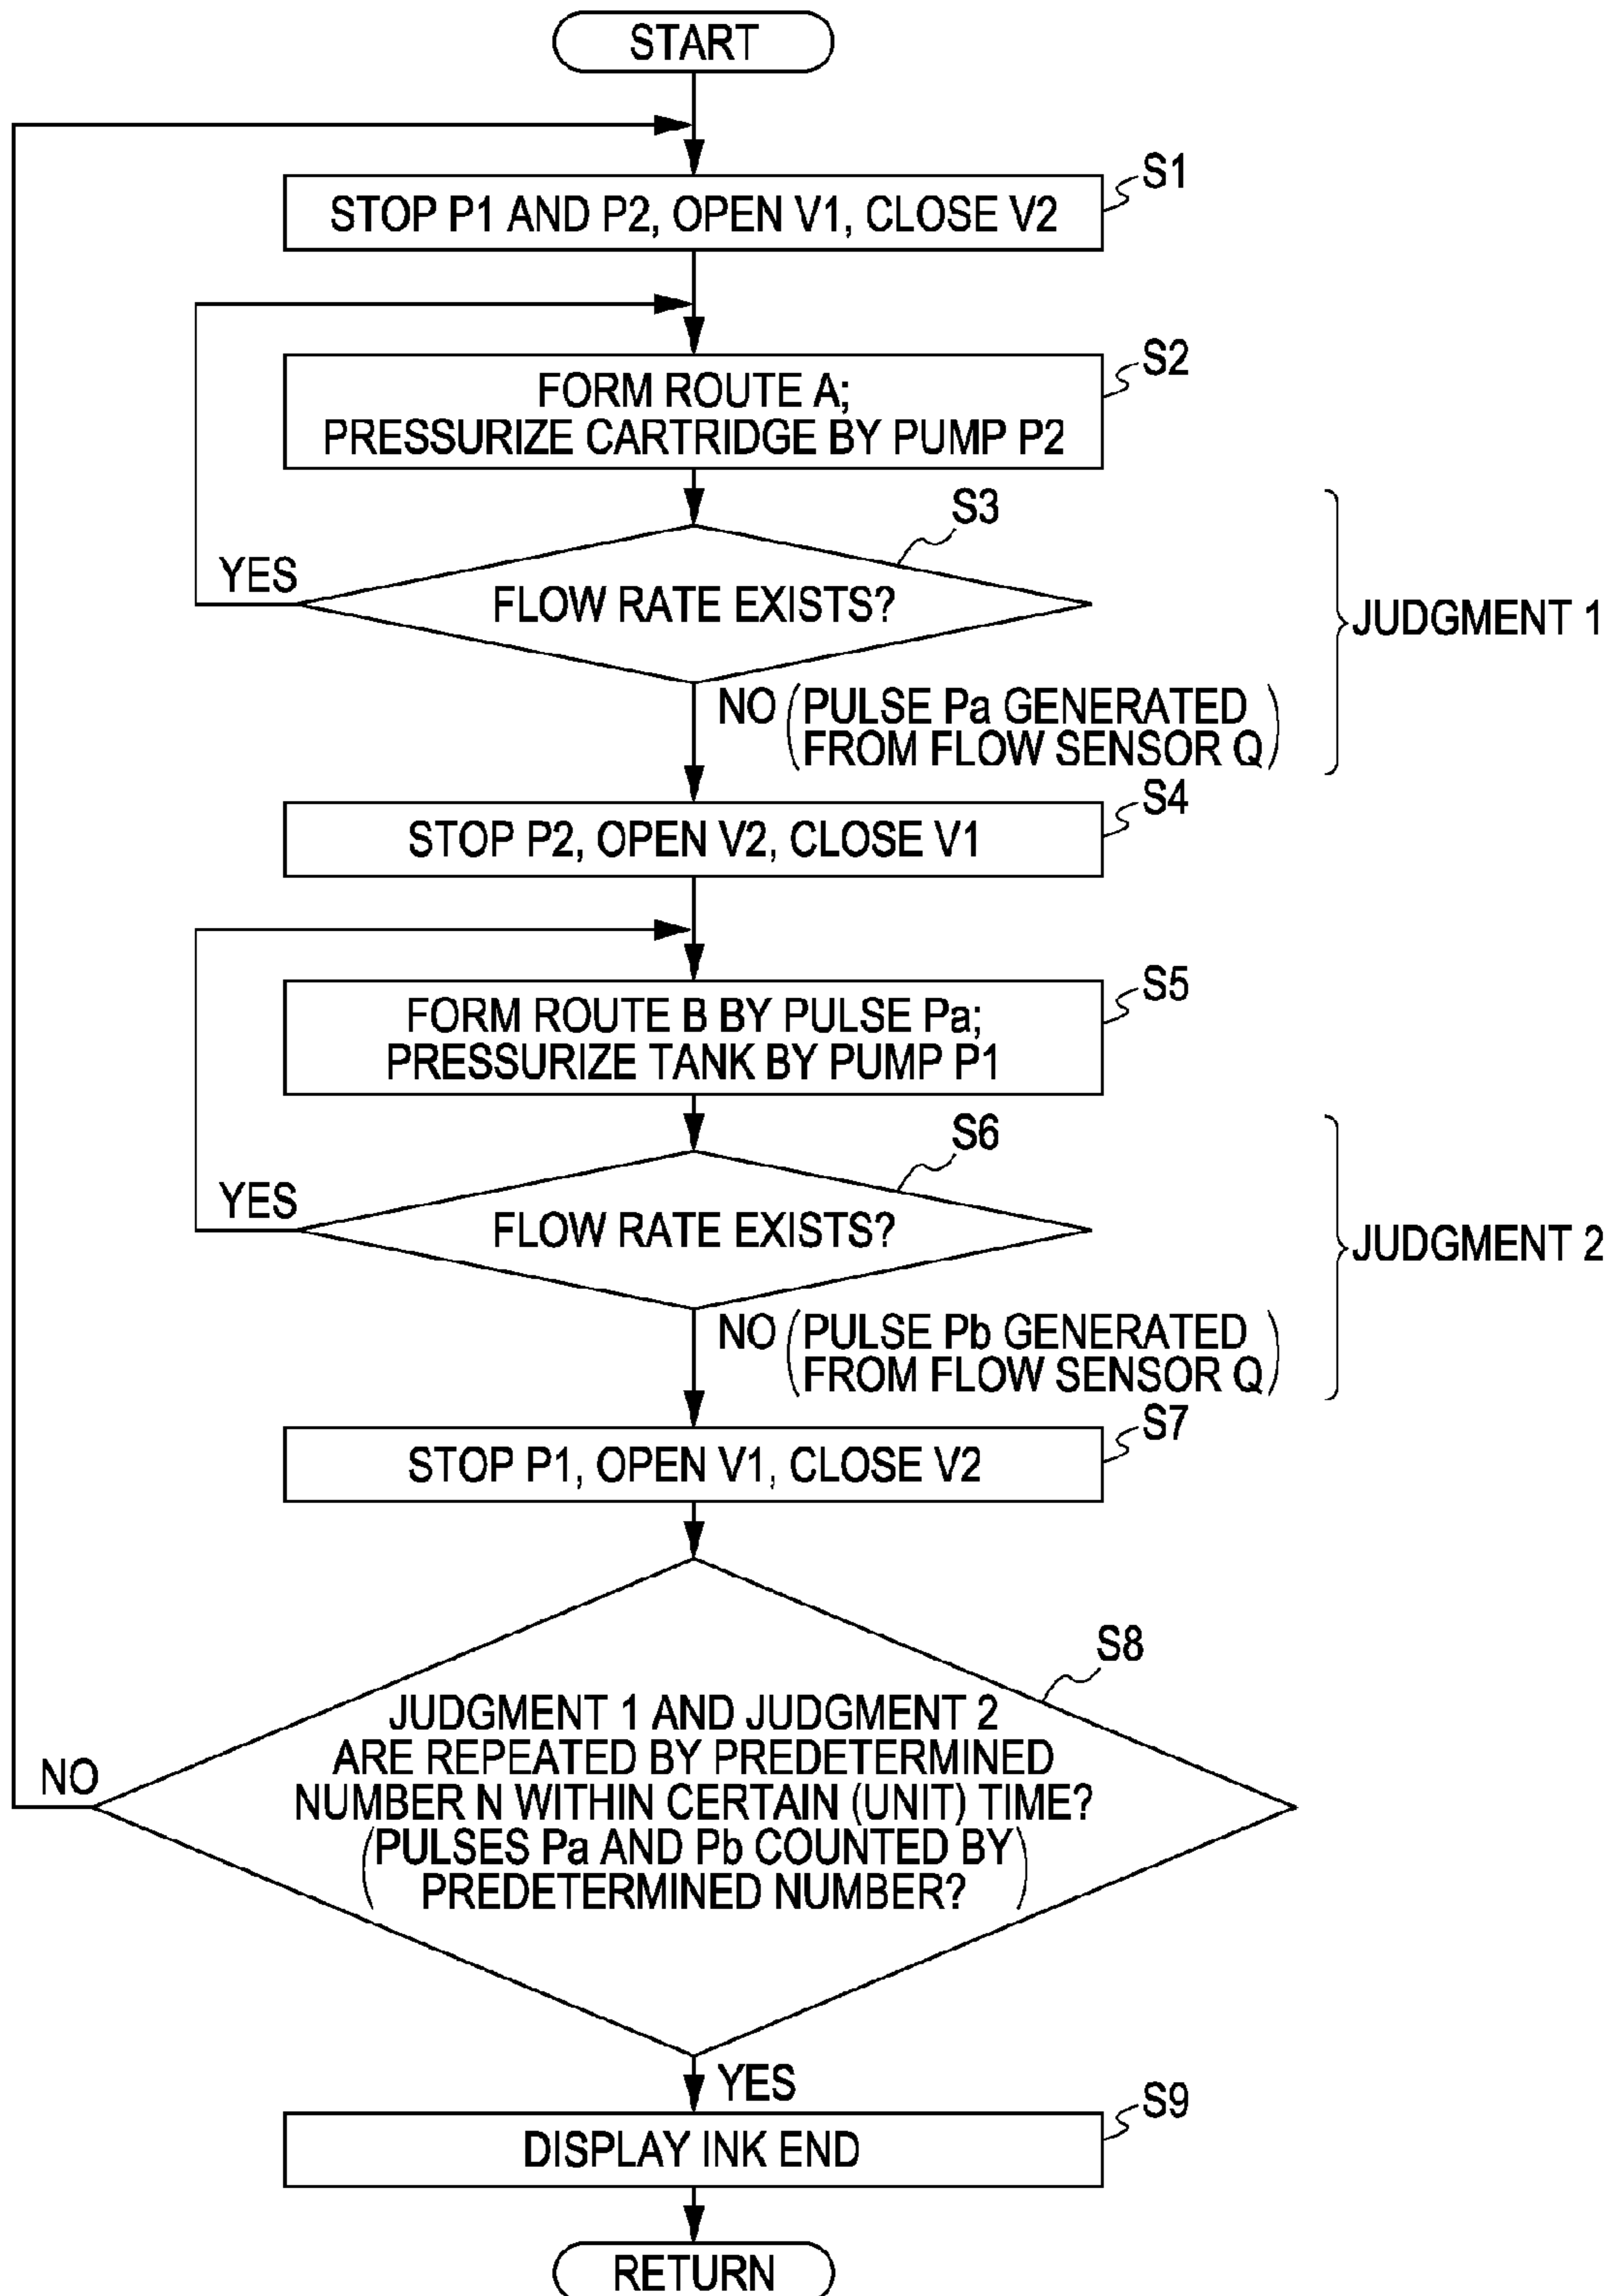 START
S1
STOP P1 AND P2, OPEN V1, CLOSE V2
S2
FORM ROUTE A;
PRESSURIZE CARTRIDGE BY PUMP P2
S3
YES
FLOW RATE EXISTS?
JUDGMENT 1
NO (PULSE Pa GENERATED
FROM FLOW SENSOR Q)
S4
STOP P2, OPEN V2, CLOSE V1
S5
FORM ROUTE B BY PULSE Pa;
PRESSURIZE TANK BY PUMP P1
S6
YES
FLOW RATE EXISTS?
JUDGMENT 2
NO (PULSE Pb GENERATED
FROM FLOW SENSOR Q)
S7
STOP P1, OPEN V1, CLOSE V2
S8
JUDGMENT 1 AND JUDGMENT 2
ARE REPEATED BY PREDETERMINED
NO
NUMBER N WITHIN CERTAIN (UNIT) TIME?
(PULSES Pa AND Pb COUNTED BY
PREDETERMINED NUMBER?)
YES
S9
DISPLAY INK END
RETURN